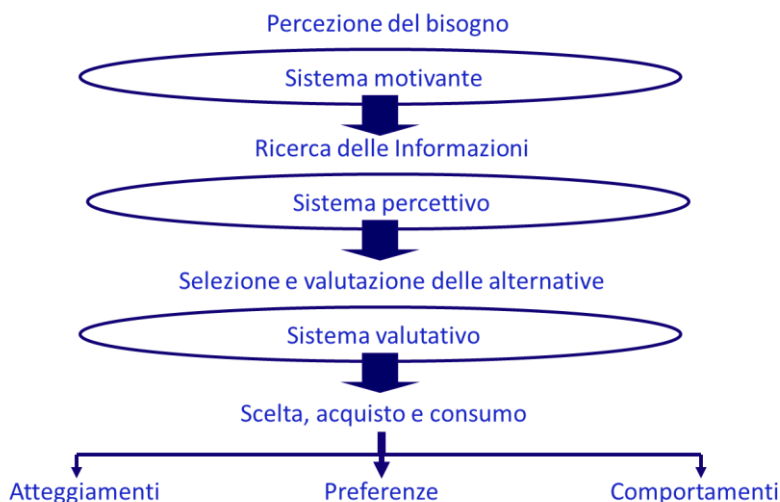 Percezione del bisogno
Sistema motivante
Ricerca delle Informazioni
Sistema percettivo
Selezione e valutazione delle alternative
Sistema valutativo
Scelta, acquisto e consumo
Atteggiamenti
Preferenze
Comportamenti